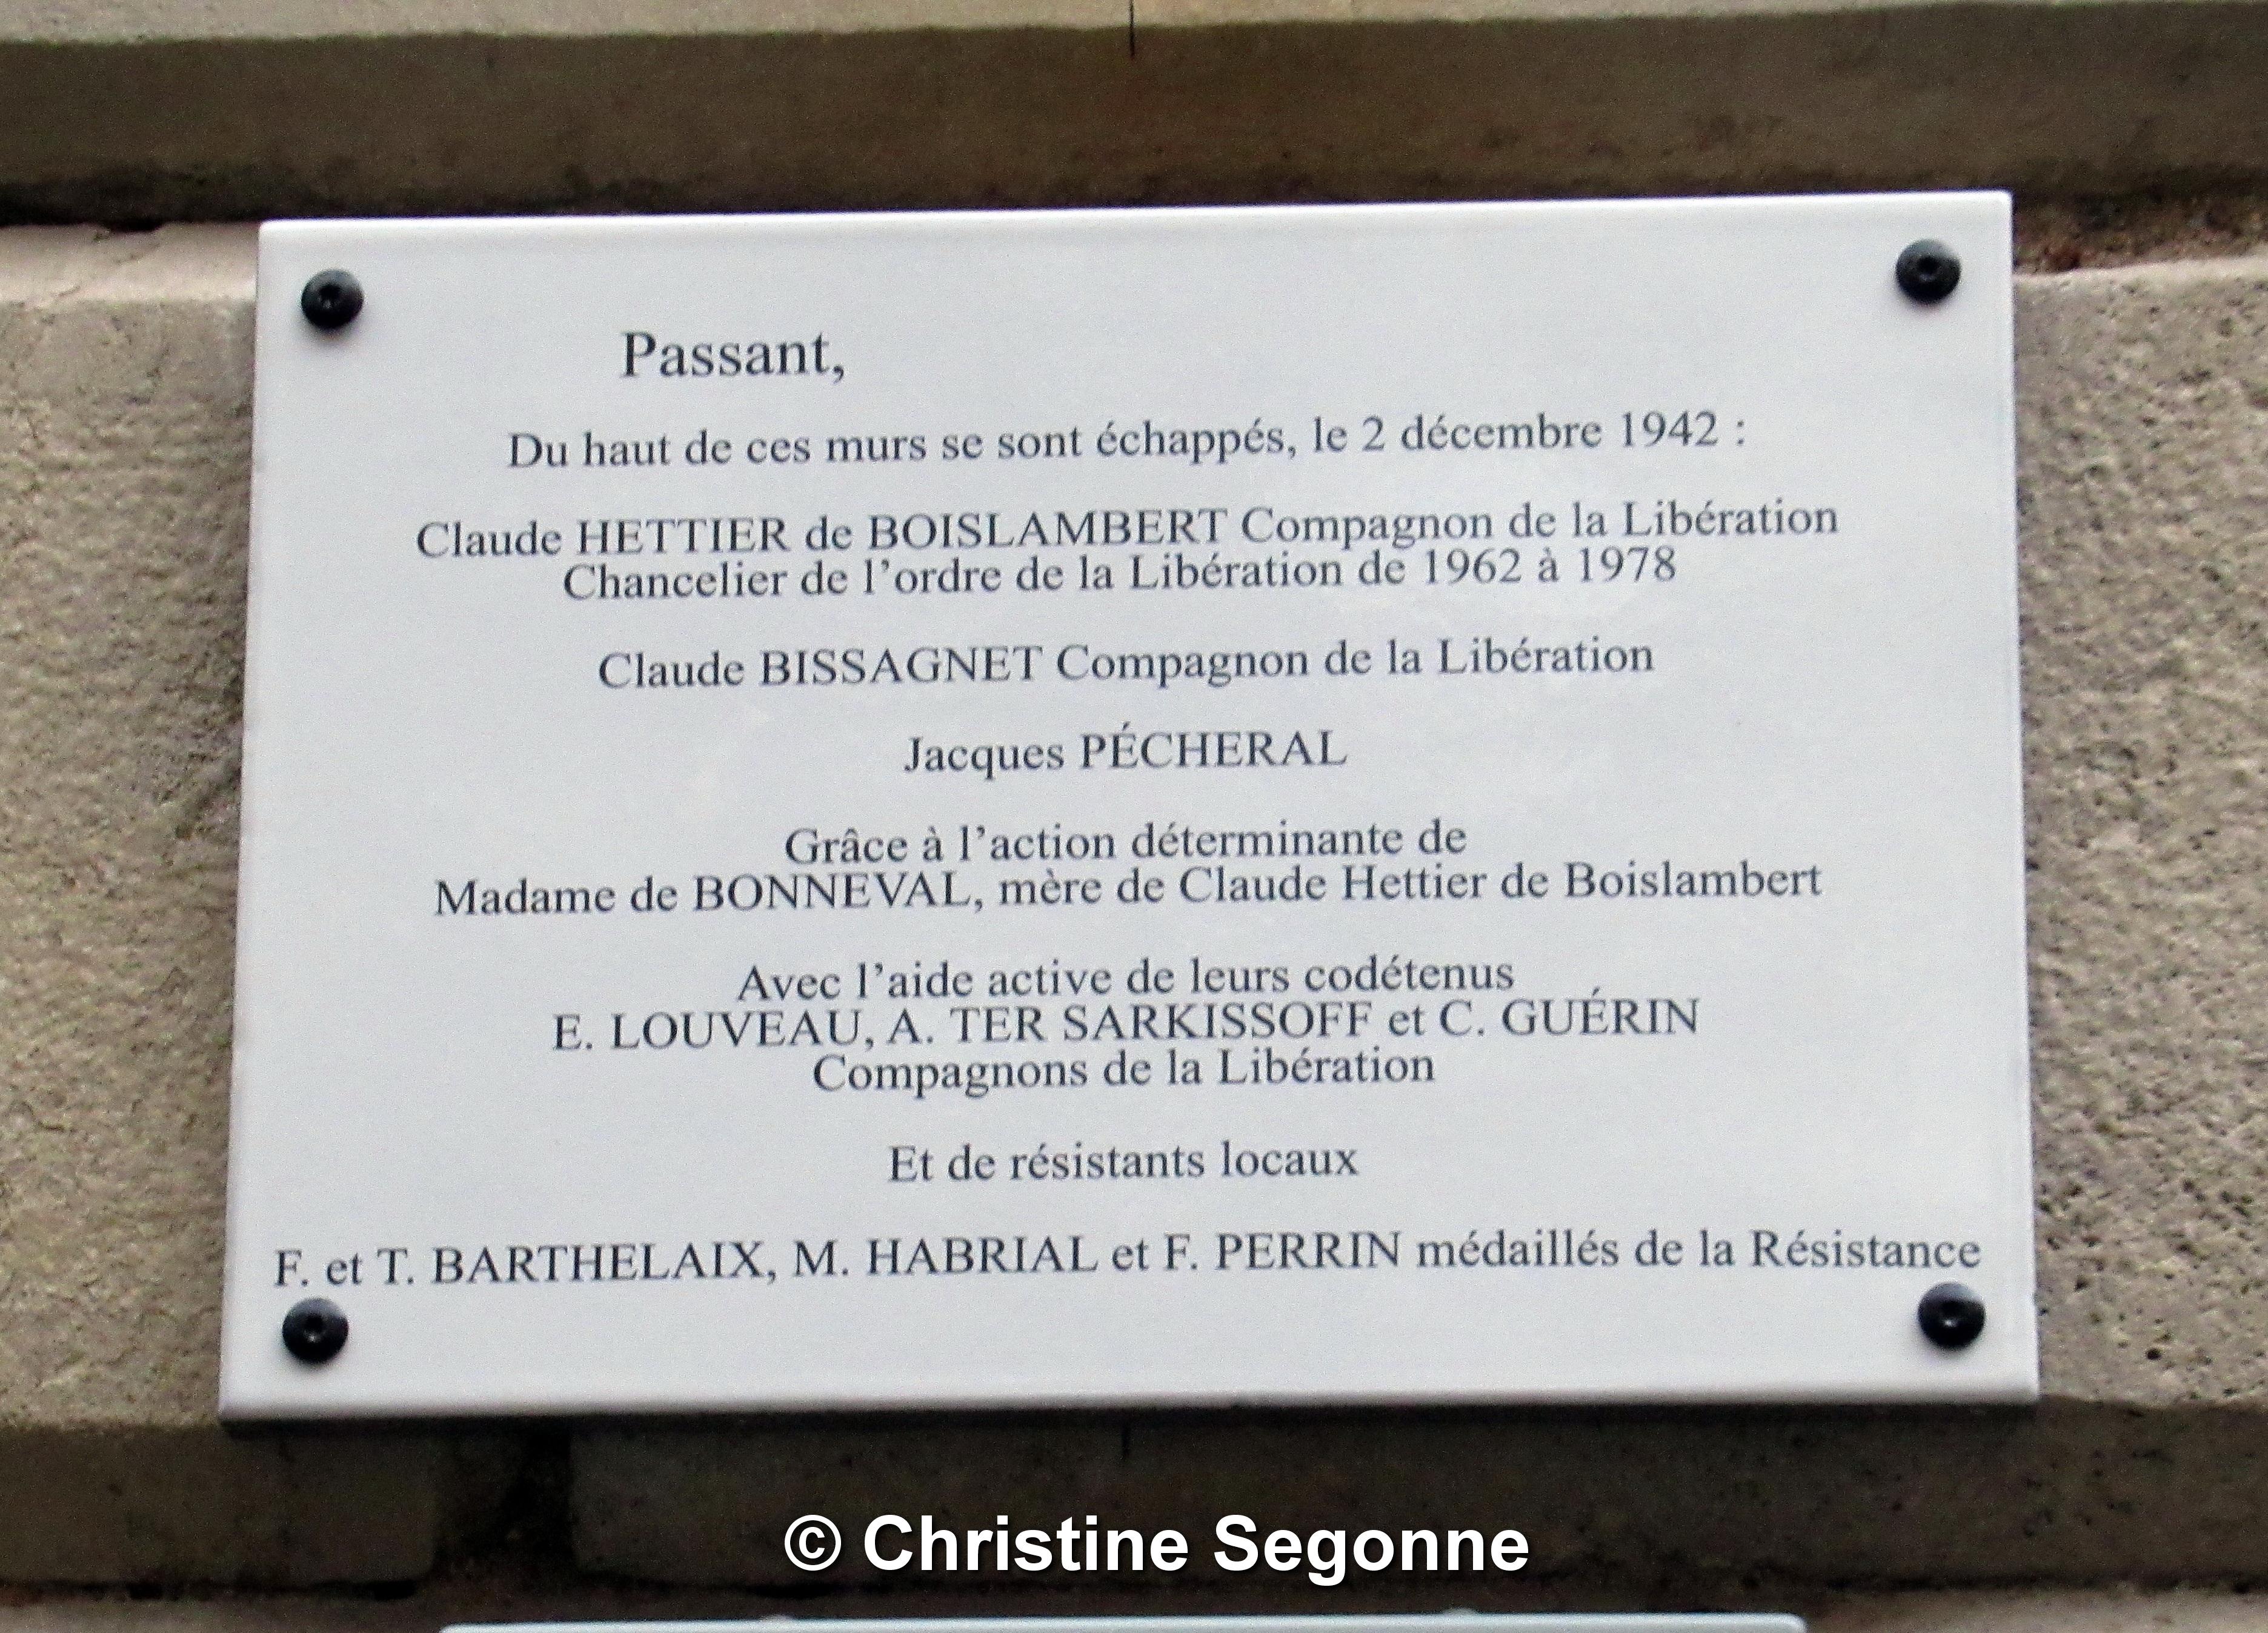 Passant,
Du haut de ces murs se sont échappés, le 2 décembre 1942 :
Claude HETTIER de BOISLAMBERT Compagnon de la Libération
Chancelier de l’ordre de la Libération de 1962 à 1978
Claude BISSAGNET Compagnon de la Libération
Jacques PÉCHERAL
Grâce à l’action déterminante de
Madame de BONNEVAL, mère de Claude Hettier de Boislambert
Avec l’aide active de leurs codétenus
E. LOUVEAU, A. TER SARKISSOFF et C. GUÉRIN
Compagnons de la Libération
Et de résistants locaux
F. et T. BARTHELAIX, M. HABRIAL et F. PERRIN médaillés de la Résistance
© Christine Segonne